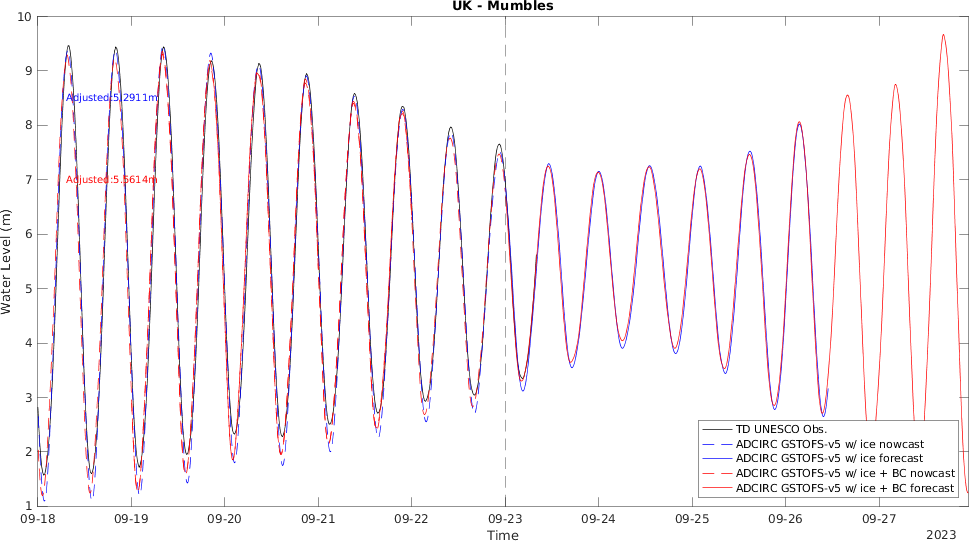 UK - Mumbles
10
9
8
7
6
5
4
3
2
1
Water Level (m)
Adjusted:5.2911m
Adjusted:5.5614m
TD UNESCO Obs.
ADCIRC GSTOFS-v5 w/ ice nowcast
ADCIRC GSTOFS-v5 w/ ice forecast
ADCIRC GSTOFS-v5 w/ ice + BC nowcast
ADCIRC GSTOFS-v5 w/ ice + BC forecast
09-18 09-19 09-20 09-21 09-22 09-23 09-24 09-25 09-26 09-27
Time
2023